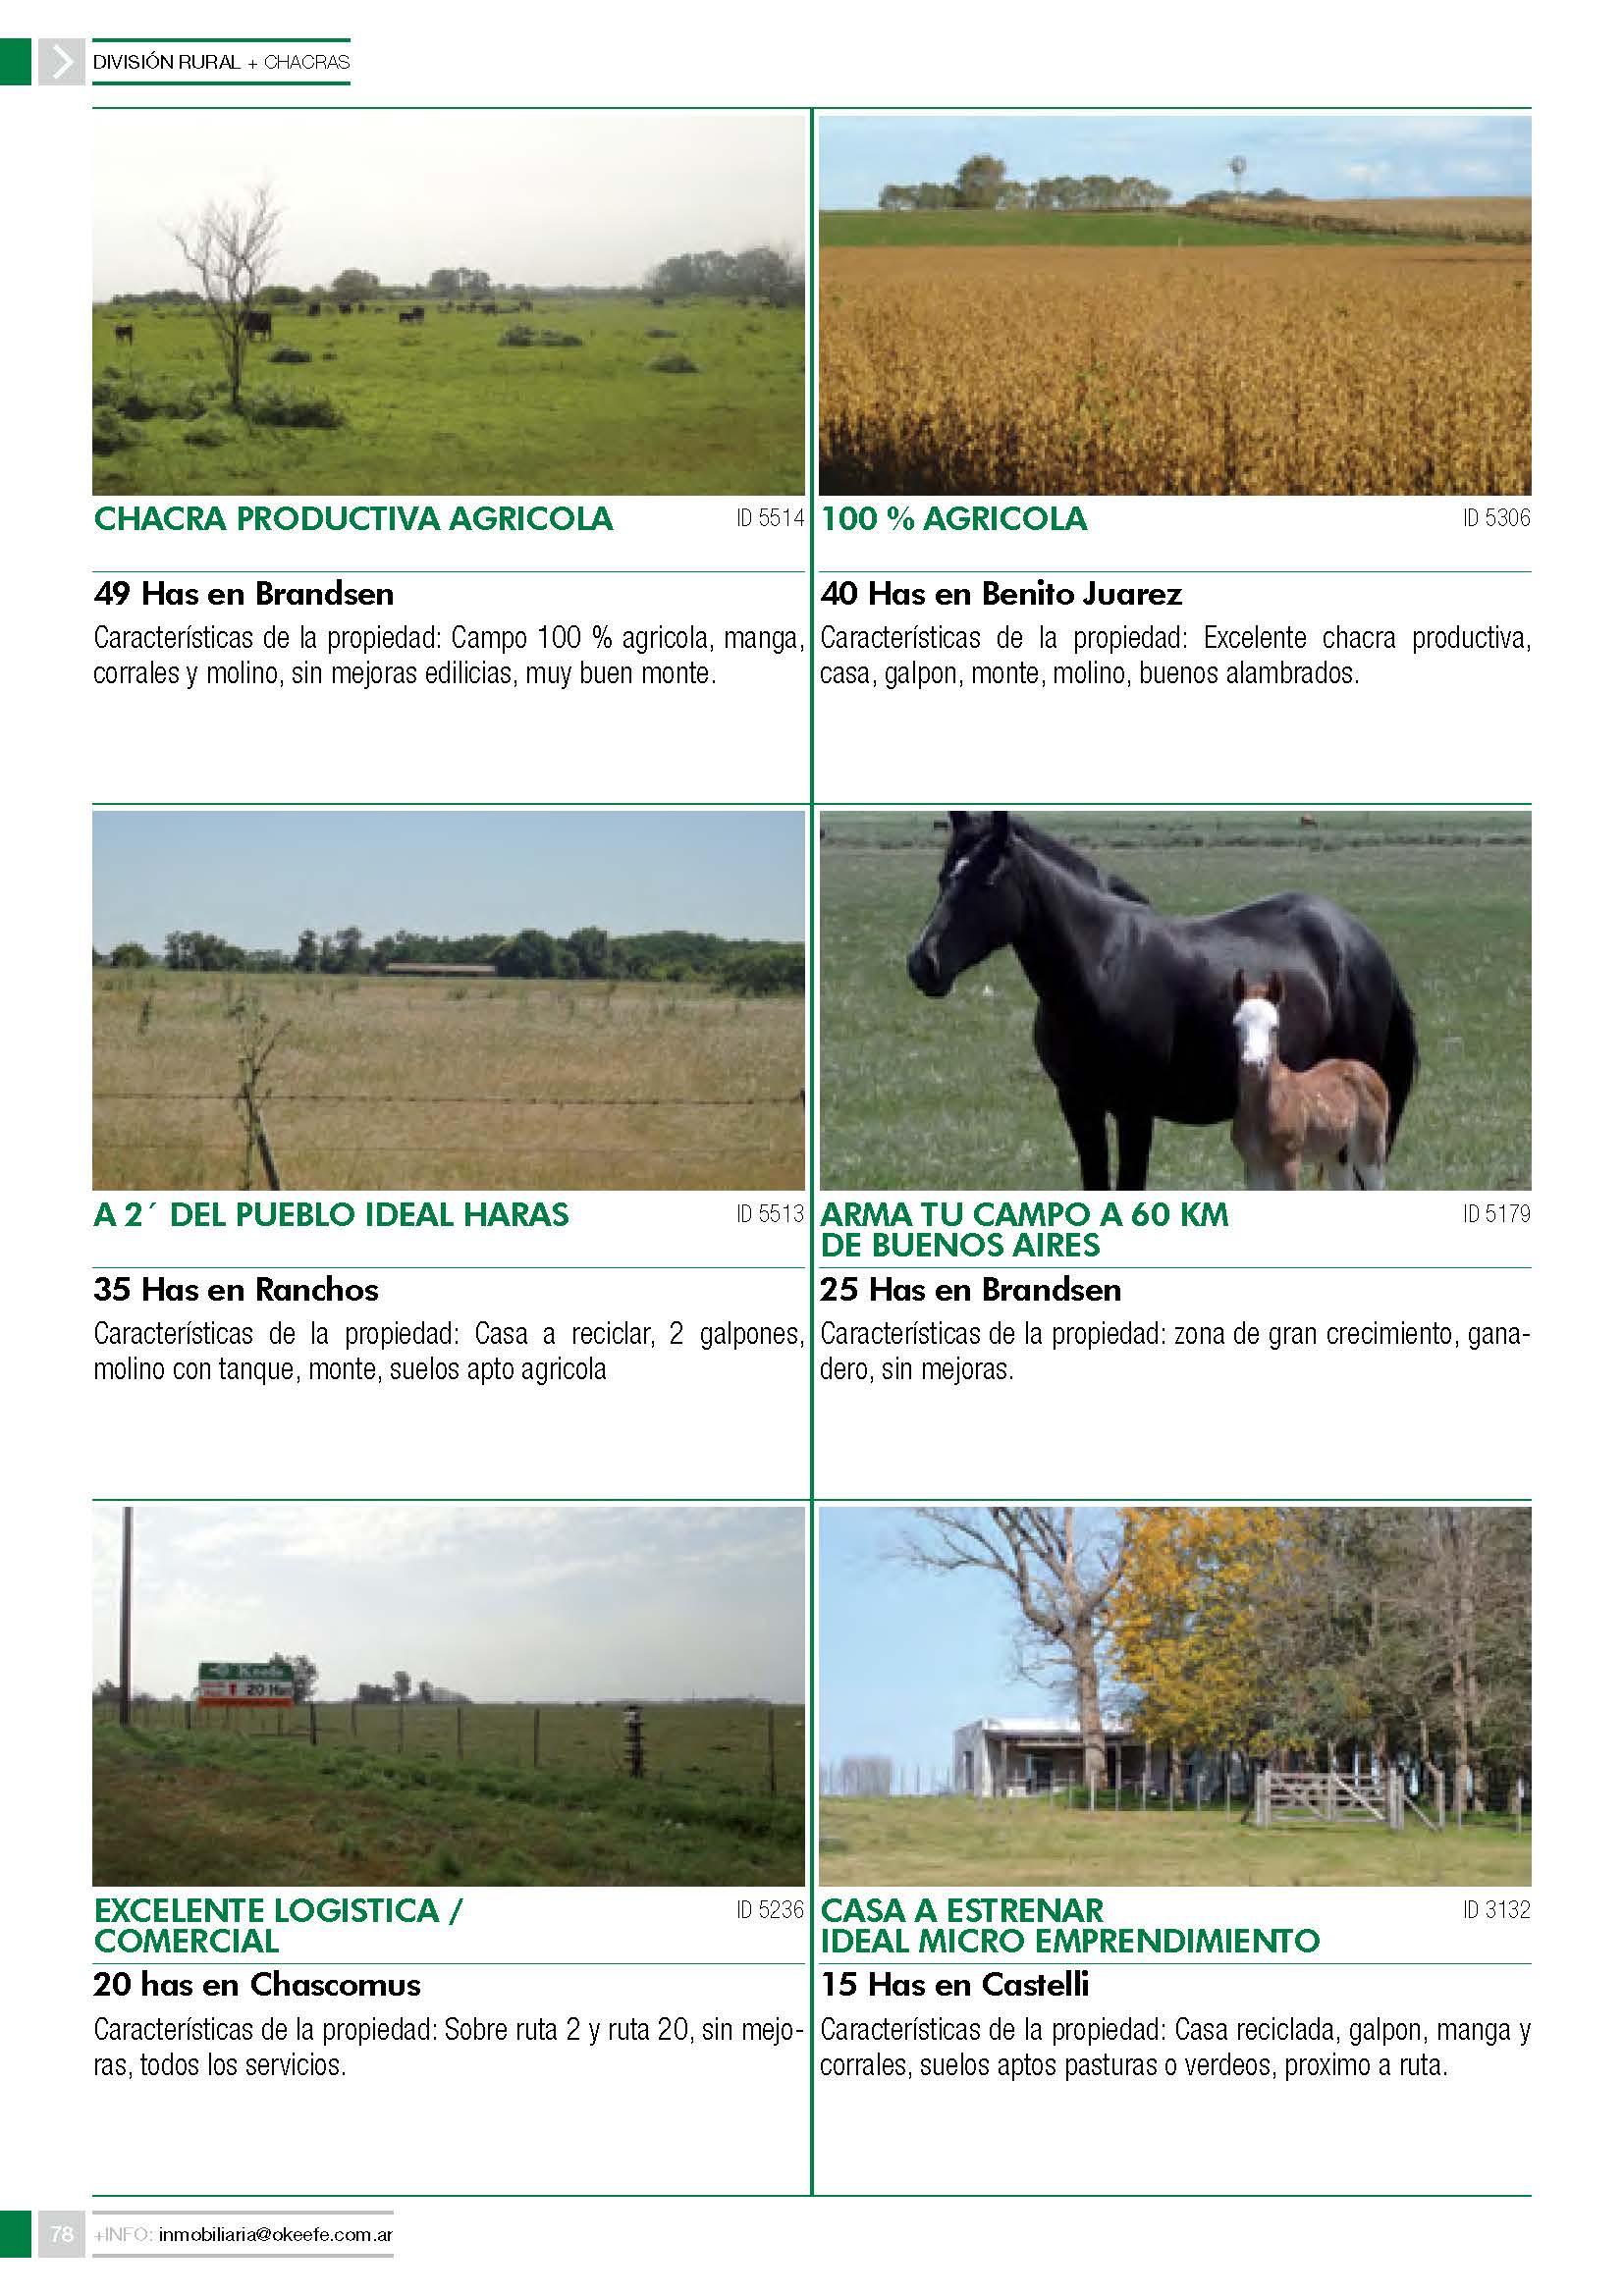 DIVISIÓN RURAL + CHACRAS
CHACRA PRODUCTIVA AGRICOLA ID 5514
49 Has en Brandsen
Características de la propiedad: Campo 100 % agricola, manga,
corrales y molino, sin mejoras edilicias, muy buen monte.
100 % AGRICOLA ID 5306
40 Has en Benito Juarez
Características de la propiedad: Excelente chacra productiva,
casa, galpon, monte, molino, buenos alambrados.
A 2´ DEL PUEBLO IDEAL HARAS ID 5513
35 Has en Ranchos
Características de la propiedad: Casa a reciclar, 2 galpones,
molino con tanque, monte, suelos apto agricola
ARMA TU CAMPO A 60 KM ID 5179
DE BUENOS AIRES
25 Has en Brandsen
Características de la propiedad: zona de gran crecimiento, gana-
dero, sin mejoras.
Keefe
20 Has
EXCELENTE LOGISTICA / ID 5236
COMERCIAL
20 has en Chascomus
Características de la propiedad: Sobre ruta 2 y ruta 20, sin mejo-
ras, todos los servicios.
CASA A ESTRENAR ID 3132
IDEAL MICRO EMPRENDIMIENTO
15 Has en Castelli
Características de la propiedad: Casa reciclada, galpon, manga y
corrales, suelos aptos pasturas o verdeos, proximo a ruta.
78 +INFO: inmobiliaria@okeefe.com.ar